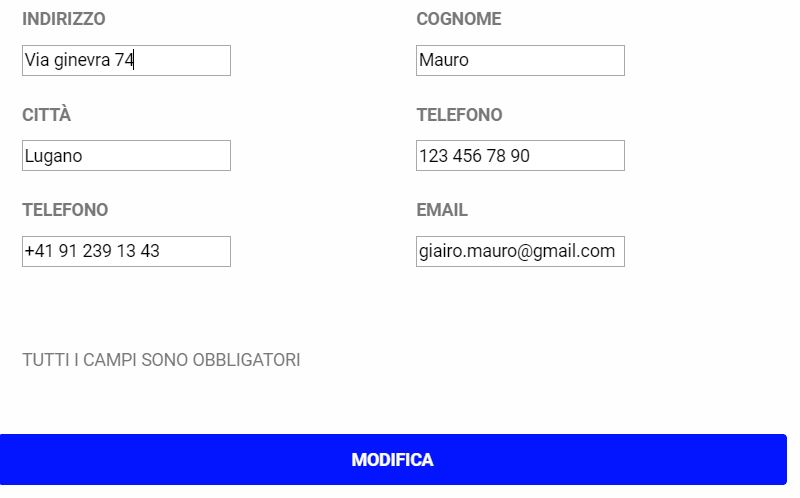 INDIRIZZO
COGNOME
Via ginevra 74
Mauro
CITTÀ
TELEFONO
Lugano
123 456 78 90
TELEFONO
EMAIL
+41 91 239 13 43
giairo.mauro@gmail.com
TUTTI I CAMPI SONO OBBLIGATORI
MODIFICA